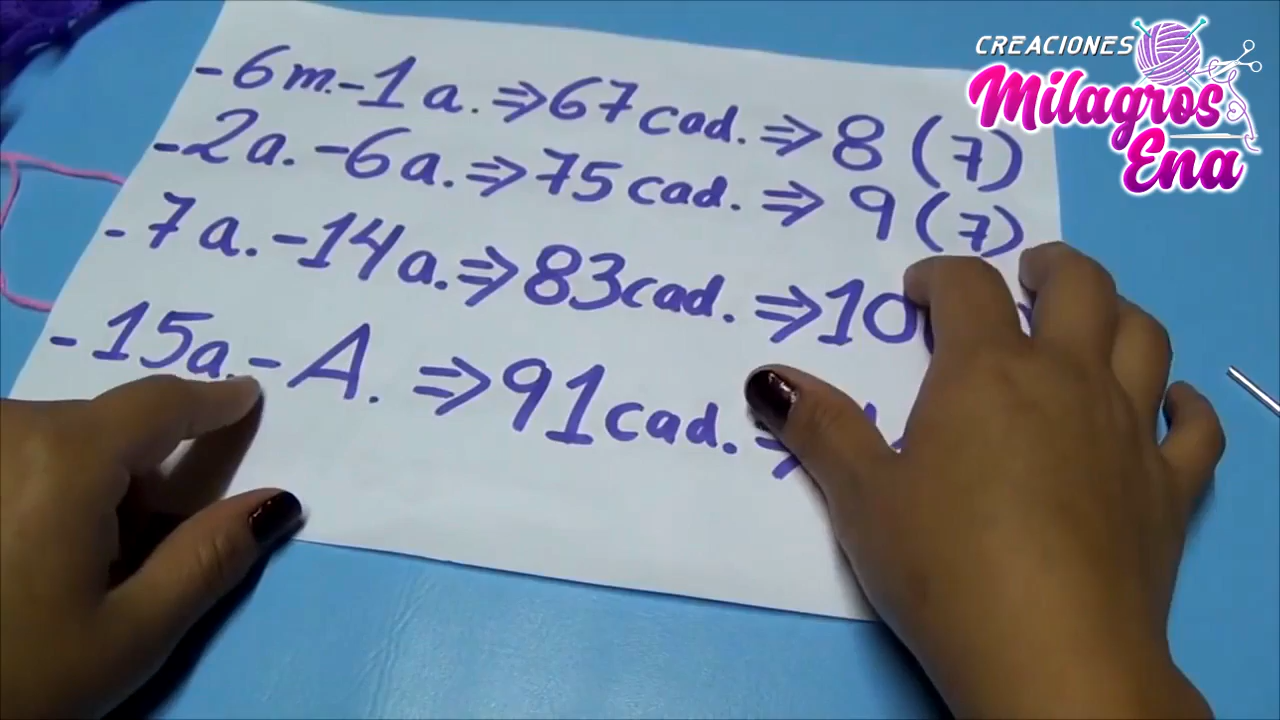 CREACIONES
Milagros
Ena
-6m.-1a. ⇒ 67cad. ⇒ 8 (7)
-2a. -6a. ⇒ 75cad. ⇒ 9 (7)
-7a. -14a. ⇒ 83cad. ⇒ 10
-15a. - A. ⇒ 91cad. ⇒